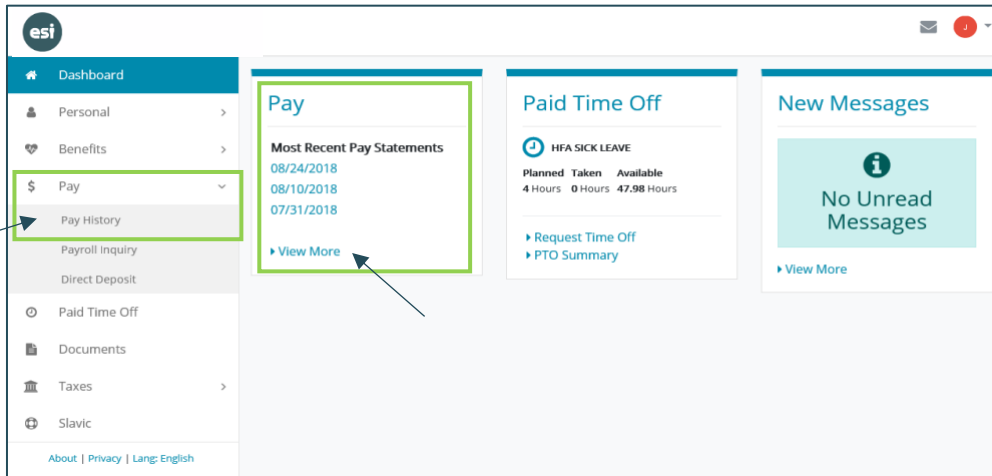 esi
J
Dashboard
Personal
Benefits
Pay
Pay History
Payroll Inquiry
Direct Deposit
Paid Time Off
Documents
Taxes
Slavic
About | Privacy | Lang: English
Pay
Most Recent Pay Statements
08/24/2018
08/10/2018
07/31/2018
View More
Paid Time Off
HFA SICK LEAVE
Planned Taken Available
4 Hours 0 Hours 47.98 Hours
Request Time Off
PTO Summary
New Messages
No Unread
Messages
View More